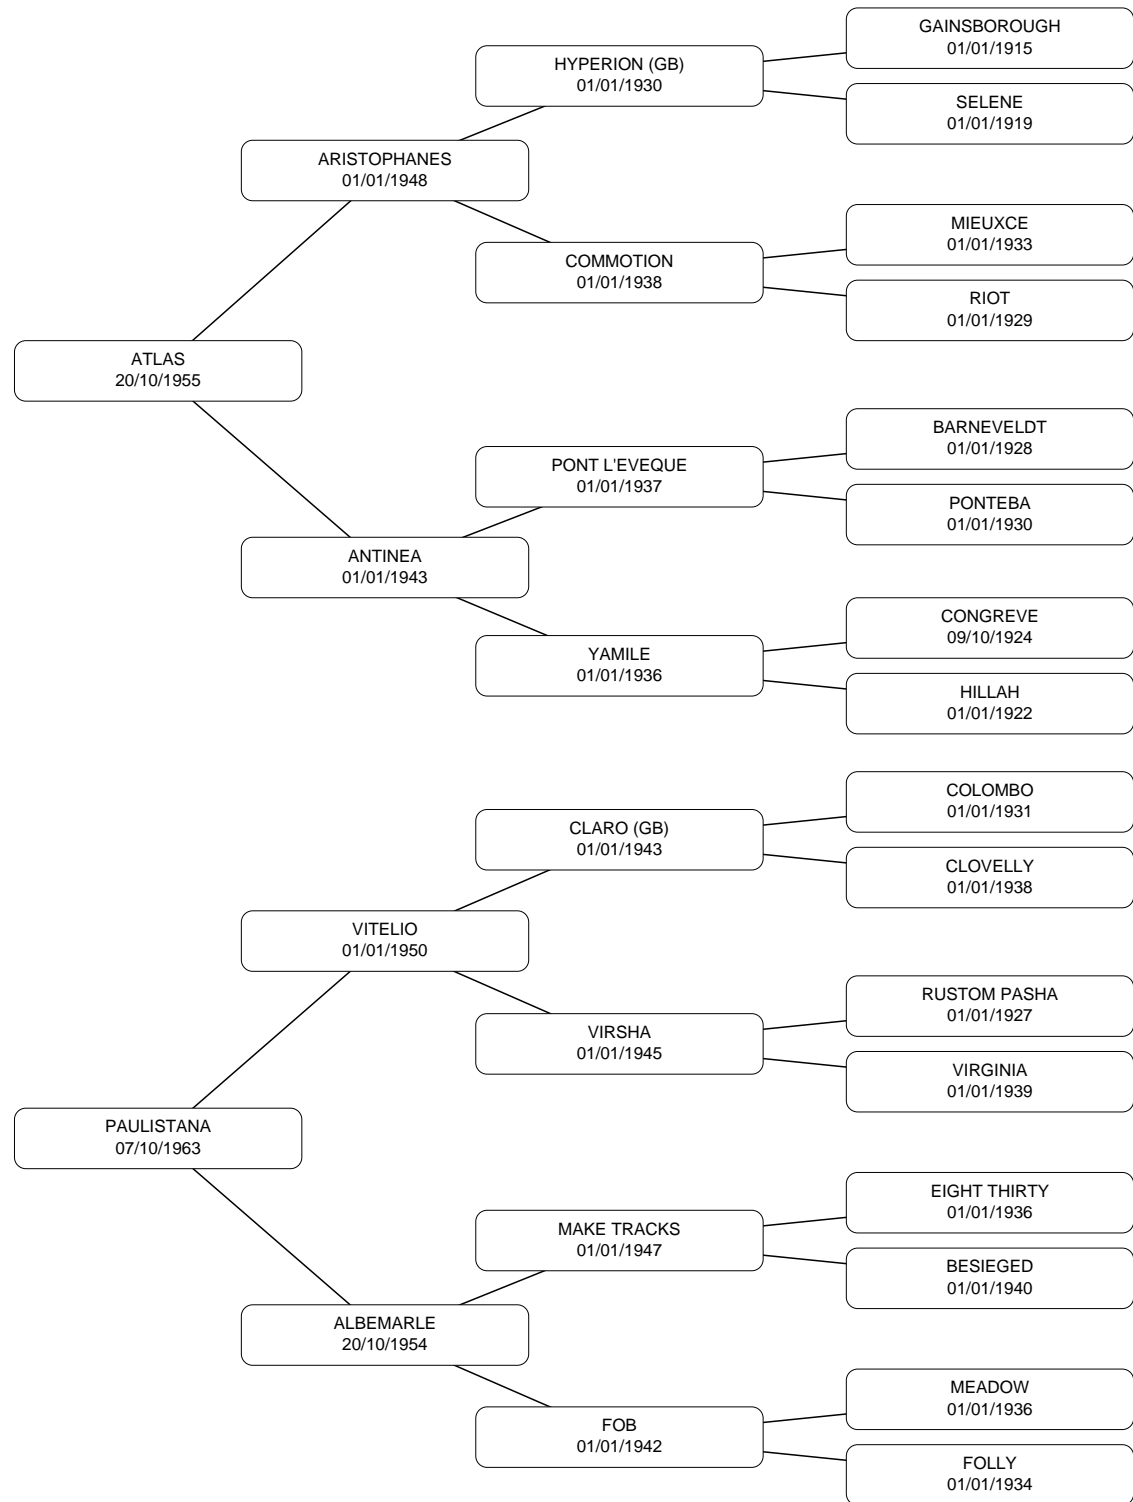 GAINSBOROUGH
01/01/1915
HYPERION (GB)
01/01/1930
SELENE
01/01/1919
ARISTOPHANES
01/01/1948
MIEUXCE
01/01/1933
COMMOTION
01/01/1938
RIOT
01/01/1929
ATLAS
20/10/1955
BARNEVELDT
01/01/1928
PONT L'EVEQUE
01/01/1937
PONTEBA
01/01/1930
ANTINEA
01/01/1943
CONGREVE
09/10/1924
YAMILE
01/01/1936
HILLAH
01/01/1922
COLOMBO
01/01/1931
CLARO (GB)
01/01/1943
CLOVELLY
01/01/1938
VITELIO
01/01/1950
RUSTOM PASHA
01/01/1927
VIRSHA
01/01/1945
VIRGINIA
01/01/1939
PAULISTANA
07/10/1963
EIGHT THIRTY
01/01/1936
MAKE TRACKS
01/01/1947
BESIEGED
01/01/1940
ALBEMARLE
20/10/1954
MEADOW
01/01/1936
FOB
01/01/1942
FOLLY
01/01/1934